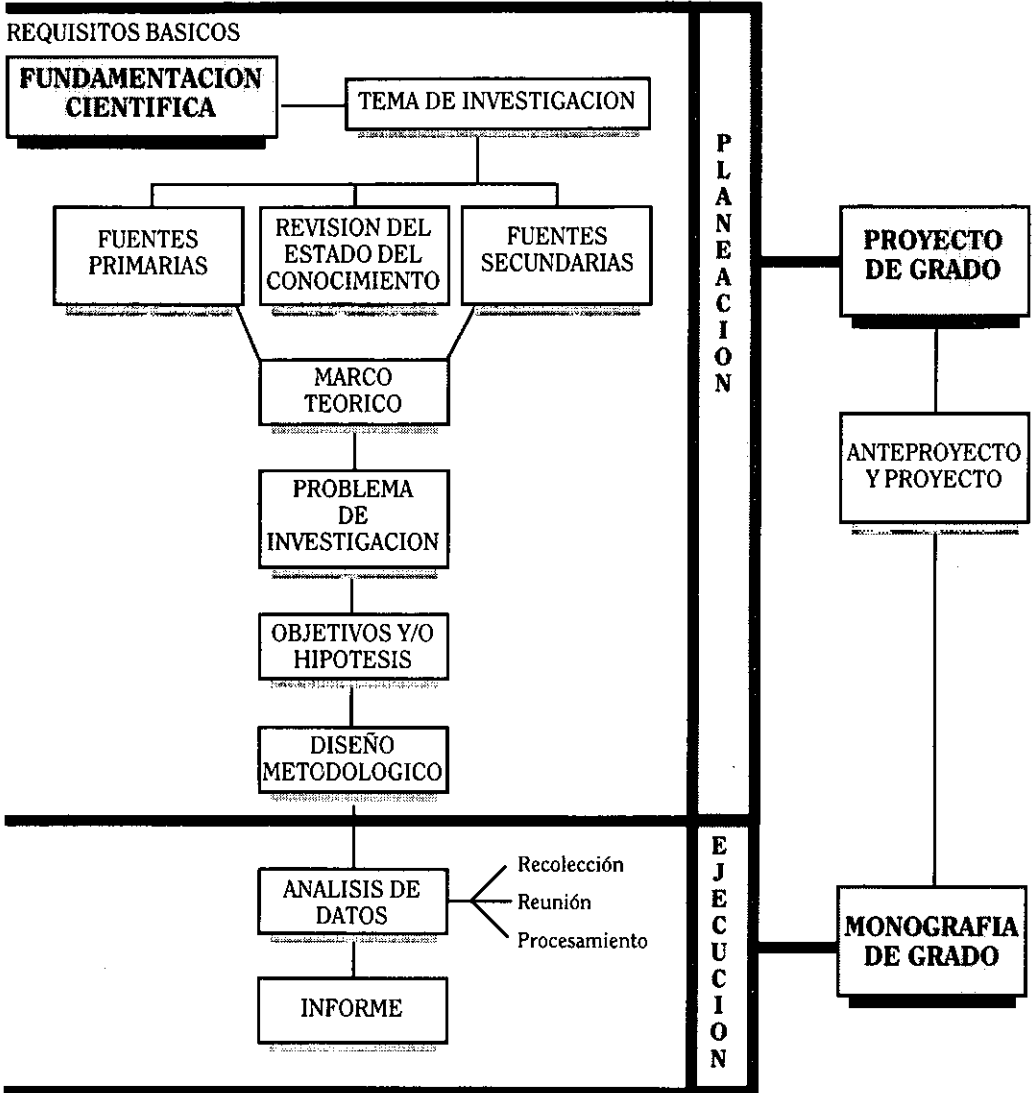 REQUISITOS BASICOS
FUNDAMENTACION
CIENTIFICA
TEMA DE INVESTIGACION
FUENTES
PRIMARIAS
REVISION DEL
ESTADO DEL
CONOCIMIENTO
FUENTES
SECUNDARIAS
MARCO
TEORICO
PROBLEMA
DE
INVESTIGACION
OBJETIVOS Y/O
HIPOTESIS
DISEÑO
METODOLOGICO
PLANEACION
PROYECTO
DE GRADO
ANTEPROYECTO
Y PROYECTO
ANALISIS DE
DATOS
Recolección
Reunión
Procesamiento
INFORME
EJECUCION
MONOGRAFIA
DE GRADO